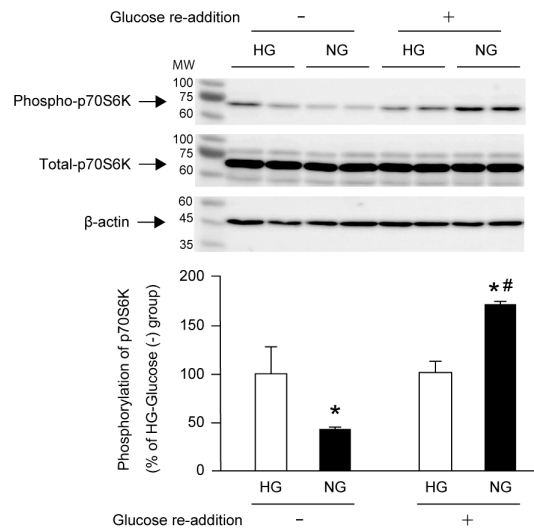 Glucose re-addition − +
HG NG HG NG
MW
100
Phospho-p70S6K 75
60
100
75
Total-p70S6K 60
60
β-actin 45
35
Phosphorylation of p70S6K
(% of HG-Glucose (-) group)
200
150
100
50
0
*
*#
HG NG HG NG
Glucose re-addition − +